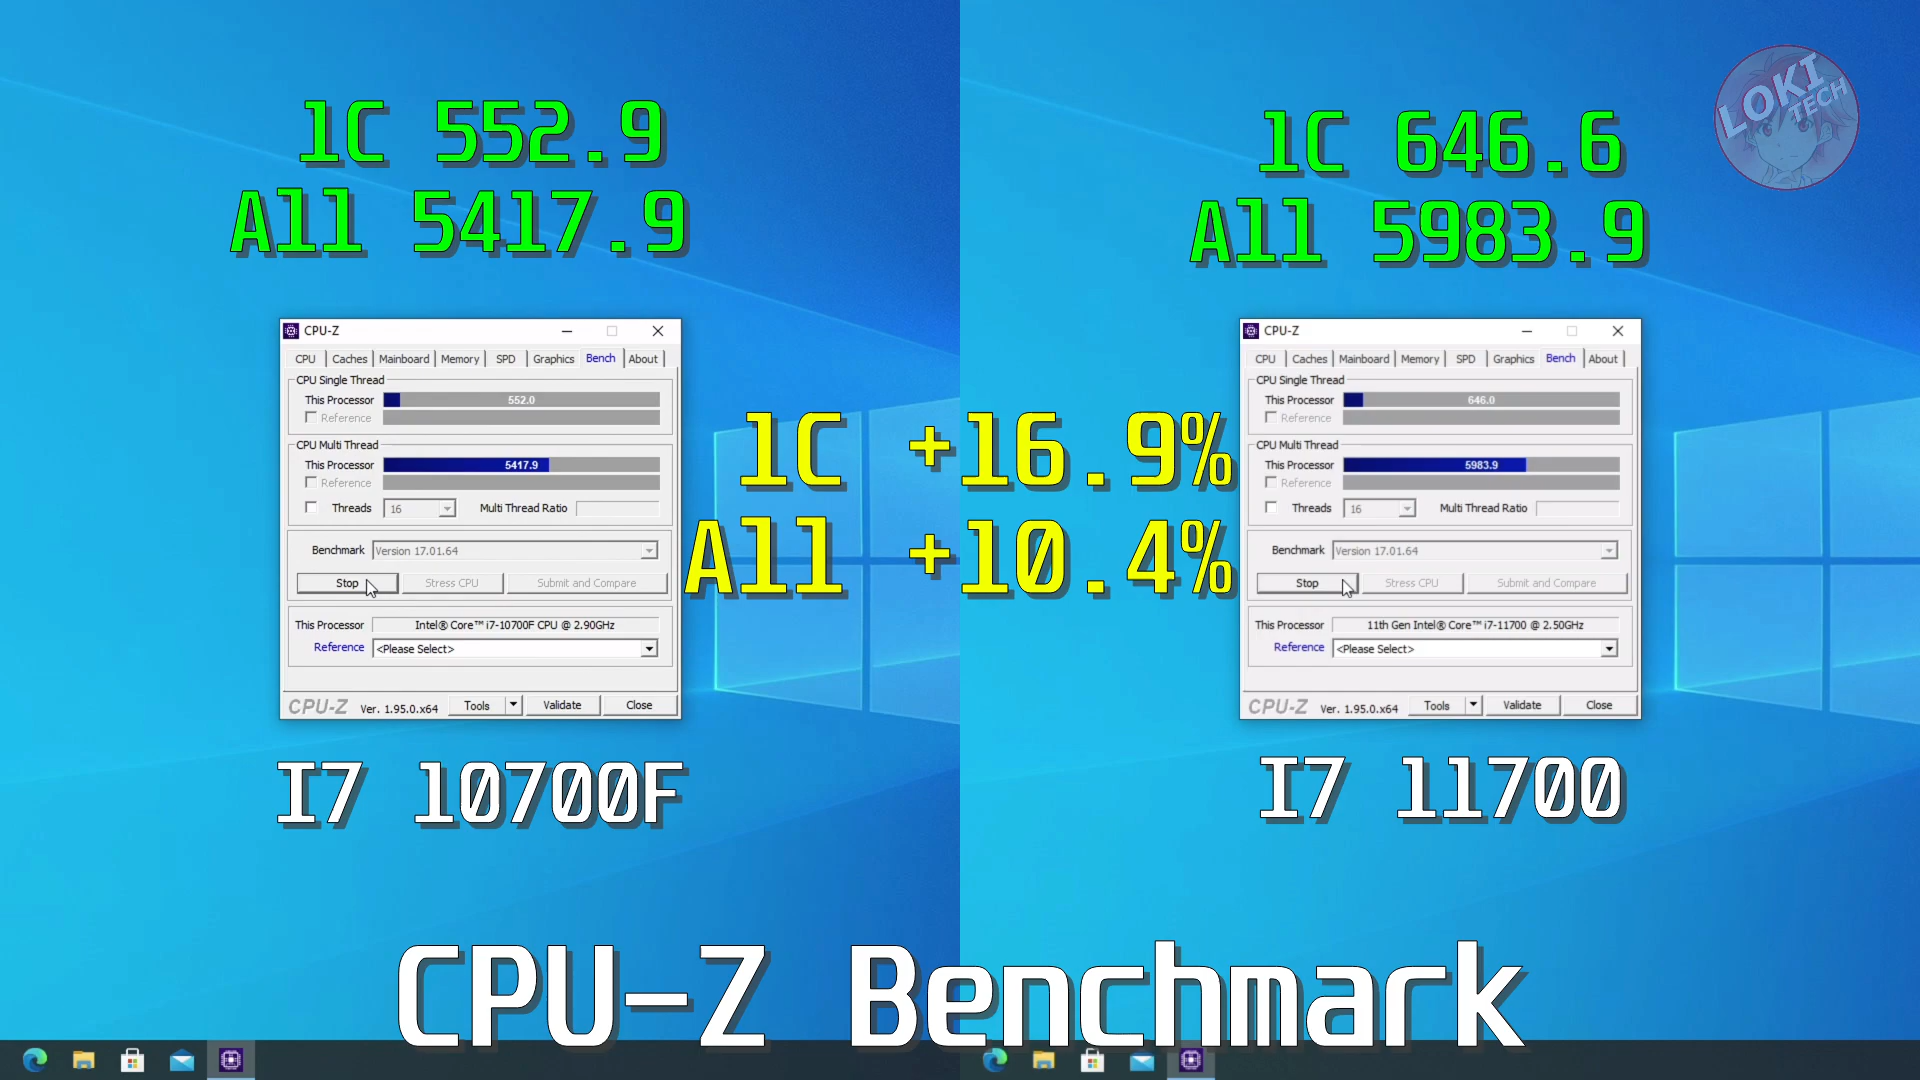 1C 552.9
All 5417.9
1C 646.6
All 5983.9
LOKI
TECH
CPU-Z
CPU Caches Mainboard Memory SPD Graphics Bench About
CPU Single Thread
This Processor 552.0
Reference
CPU Multi Thread
This Processor 5417.9
Reference
Threads 16 Multi Thread Ratio
Benchmark Version 17.01.64
Stop Stress CPU Submit and Compare
This Processor Intel® Core™ i7-10700F CPU @ 2.90GHz
Reference <Please Select>
CPU-Z Ver. 1.95.0.x64 Tools Validate Close
1C +16.9%
All +10.4%
CPU-Z
CPU Caches Mainboard Memory SPD Graphics Bench About
CPU Single Thread
This Processor 646.0
Reference
CPU Multi Thread
This Processor 5983.9
Reference
Threads 16 Multi Thread Ratio
Benchmark Version 17.01.64
Stop Stress CPU Submit and Compare
This Processor 11th Gen Intel® Core™ i7-11700 @ 2.50GHz
Reference <Please Select>
CPU-Z Ver. 1.95.0.x64 Tools Validate Close
I7 10700F
I7 11700
CPU-Z Benchmark